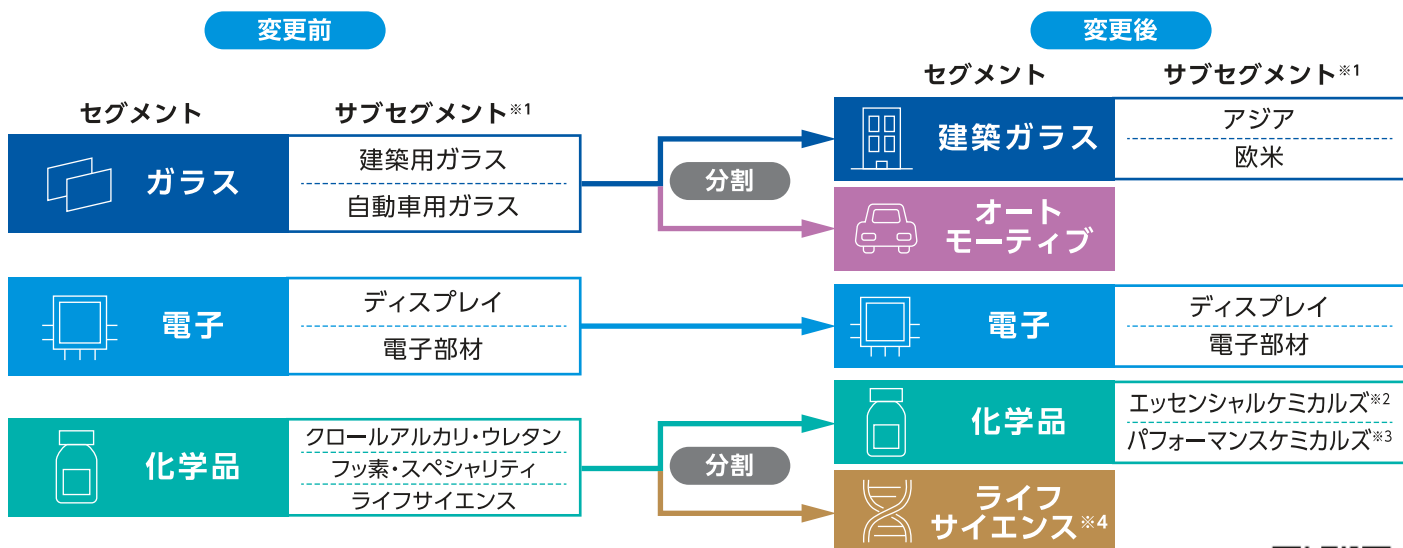 変更前
セグメント
サブセグメント※1
ガラス
建築用ガラス
自動車用ガラス
電子
ディスプレイ
電子部材
化学品
クロールアルカリ・ウレタン
フッ素・スペシャリティ
ライフサイエンス
分割
分割
変更後
セグメント
サブセグメント※1
建築ガラス
アジア
欧米
オート
モーティブ
電子
ディスプレイ
電子部材
化学品
エッセンシャルケミカルズ※2
パフォーマンスケミカルズ※3
ライフ
サイエンス※4